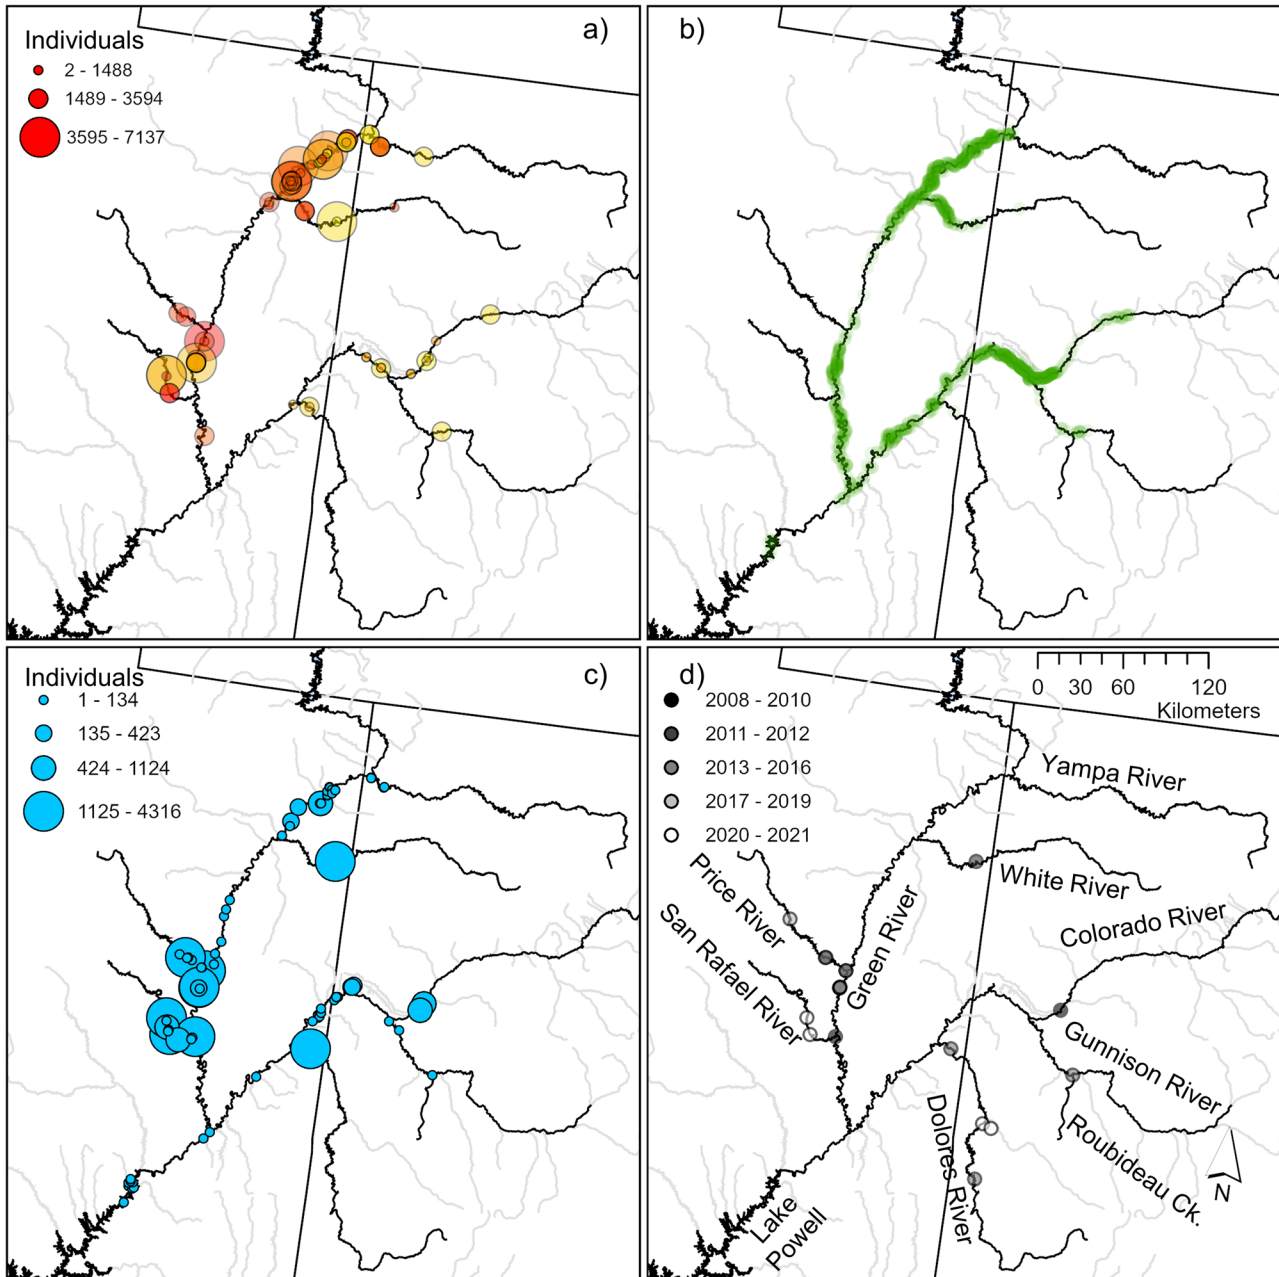 a)
Individuals
2 - 1488
1489 - 3594
3595 - 7137
b)
c)
Individuals
1 - 134
135 - 423
424 - 1124
1125 - 4316
d)
2008 - 2010
2011 - 2012
2013 - 2016
2017 - 2019
2020 - 2021
0 30 60 120
Kilometers
Yampa River
White River
Price River
San Rafael River
Green River
Colorado River
Gunnison River
Roubideau Ck.
Dolores River
Lake
Powell
N